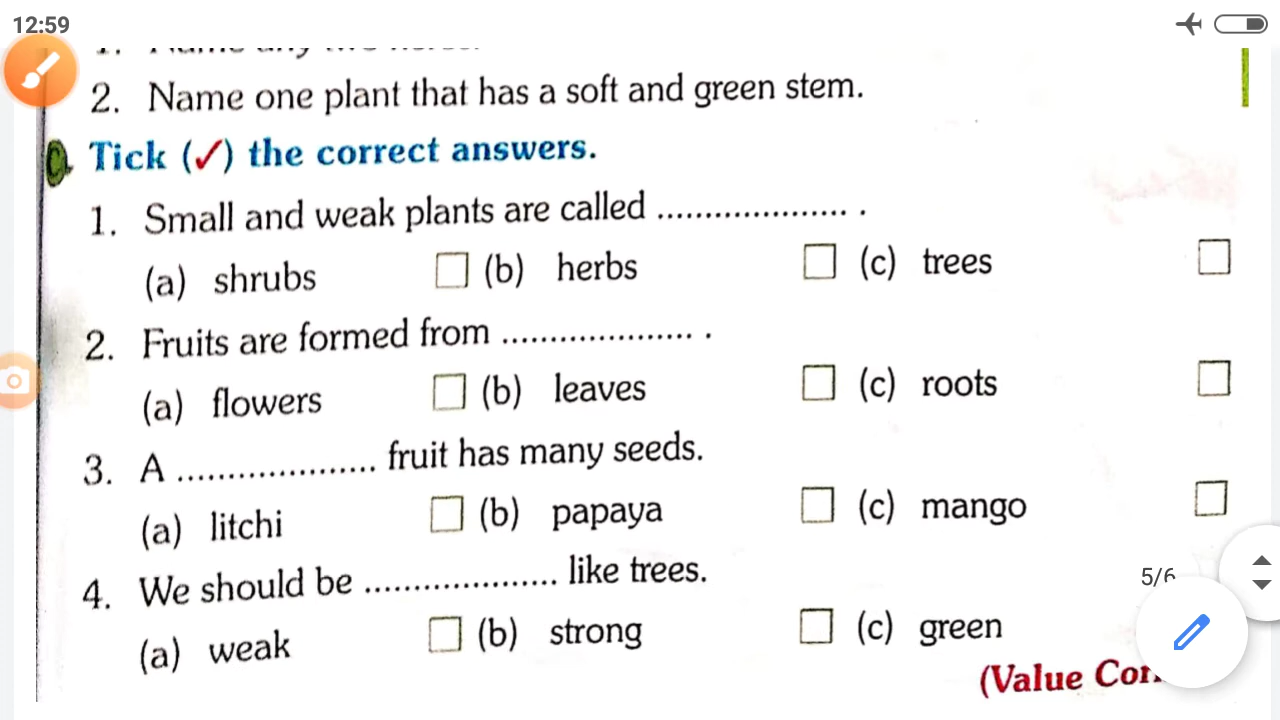 12:59
2. Name one plant that has a soft and green stem.
Tick (✓) the correct answers.
1. Small and weak plants are called .................... .
(a) shrubs (b) herbs (c) trees
2. Fruits are formed from .................... .
(a) flowers (b) leaves (c) roots
3. A .................... fruit has many seeds.
(a) litchi (b) papaya (c) mango
4. We should be .................... like trees.
5/6
(a) weak (b) strong (c) green
(Value